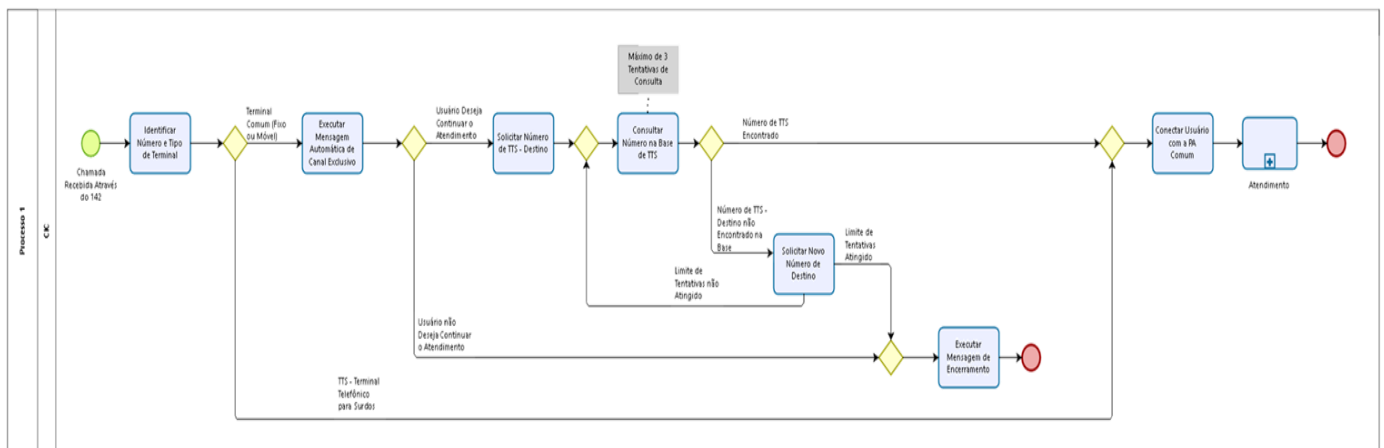 Processo 1
CIC
Chamada
Recebida Através
do 142
Identificar
Número e Tipo
de Terminal
Terminal
Comum (Fixo
ou Móvel)
Executar
Mensagem
Automática de
Canal Exclusivo
Usuário Deseja
Continuar o
Atendimento
Solicitar Número
de TTS - Destino
Máximo de 3
Tentativas de
Consulta
Consultar
Número na Base
de TTS
Número de TTS
Encontrado
Conectar Usuário
com a PA
Comum
Atendimento
Número de TTS -
Destino não
Encontrado na
Base
Solicitar Novo
Número de
Destino
Limite de
Tentativas
Atingido
Limite de
Tentativas não
Atingido
Usuário não
Deseja Continuar
o Atendimento
Executar
Mensagem de
Encerramento
TTS - Terminal
Telefônico
para Surdos